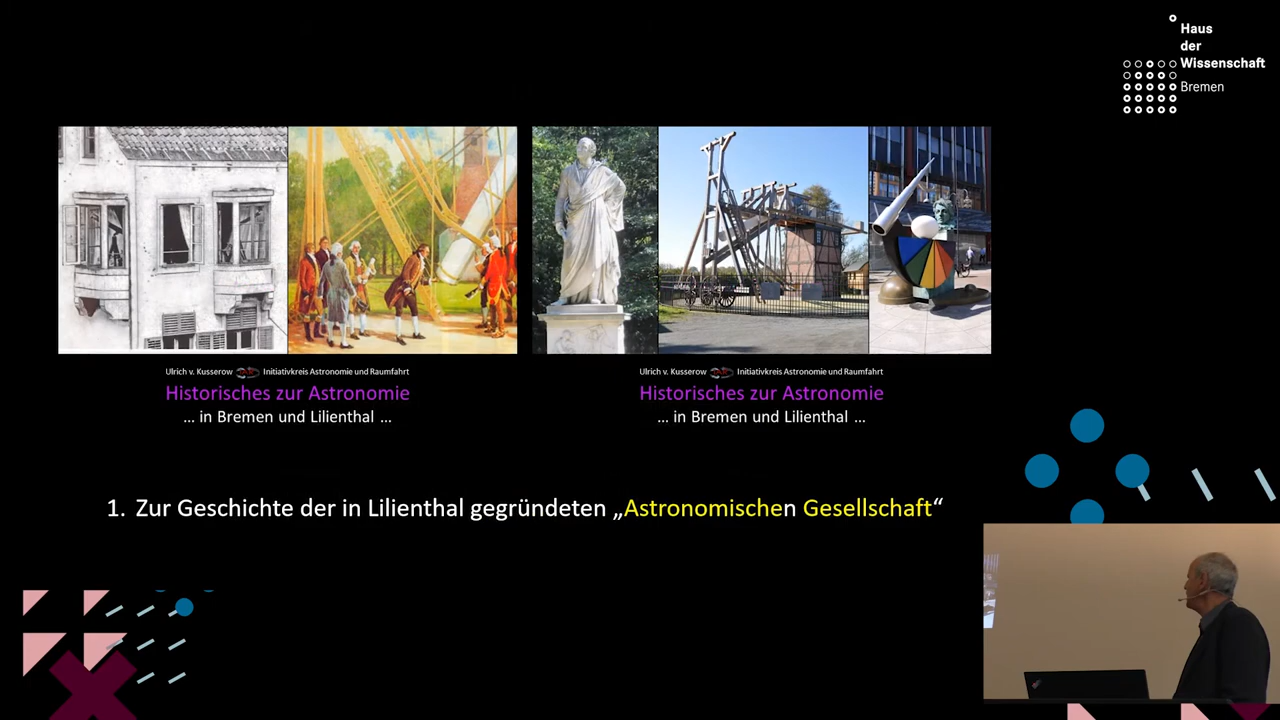 Haus
der
Wissenschaft
Bremen
Ulrich v. Kusserow Initiativkreis Astronomie und Raumfahrt
Historisches zur Astronomie
... in Bremen und Lilienthal ...
Ulrich v. Kusserow Initiativkreis Astronomie und Raumfahrt
Historisches zur Astronomie
... in Bremen und Lilienthal ...
1. Zur Geschichte der in Lilienthal gegründeten „Astronomischen Gesellschaft“